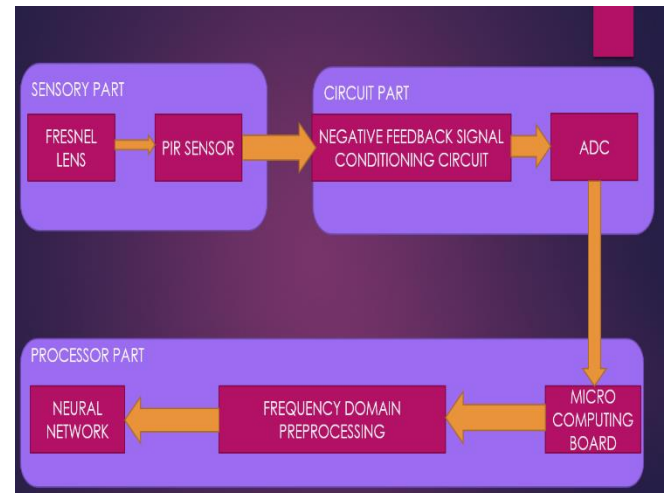 SENSORY PART
FRESNEL
LENS
PIR SENSOR
CIRCUIT PART
NEGATIVE FEEDBACK SIGNAL
CONDITIONING CIRCUIT
ADC
PROCESSOR PART
NEURAL
NETWORK
FREQUENCY DOMAIN
PREPROCESSING
MICRO
COMPUTING
BOARD